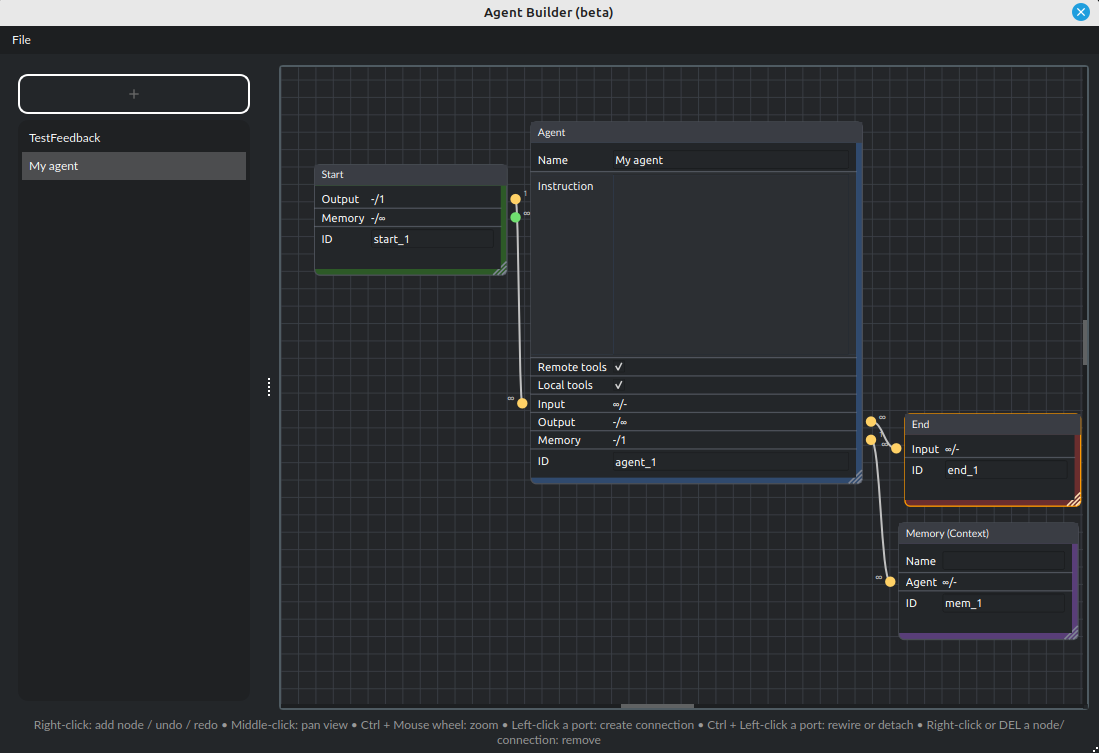 Agent Builder (beta)
File
+
TestFeedback
My agent
Start
Output -/1
Memory -/∞
ID start_1
1
∞
Agent
Name My agent
Instruction
Remote tools ✓
Local tools ✓
∞ Input ∞/-
Output -/∞
Memory -/1
ID agent_1
∞
∞
End
Input ∞/-
ID end_1
Memory (Context)
Name
∞ Agent ∞/-
ID mem_1
Right-click: add node / undo / redo • Middle-click: pan view • Ctrl + Mouse wheel: zoom • Left-click a port: create connection • Ctrl + Left-click a port: rewire or detach • Right-click or DEL a node/
connection: remove